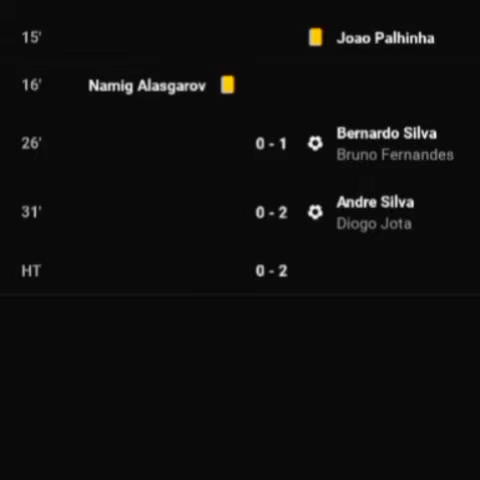 15' Joao Palhinha
16' Namig Alasgarov
26' 0 - 1 Bernardo Silva
Bruno Fernandes
31' 0 - 2 Andre Silva
Diogo Jota
HT 0 - 2